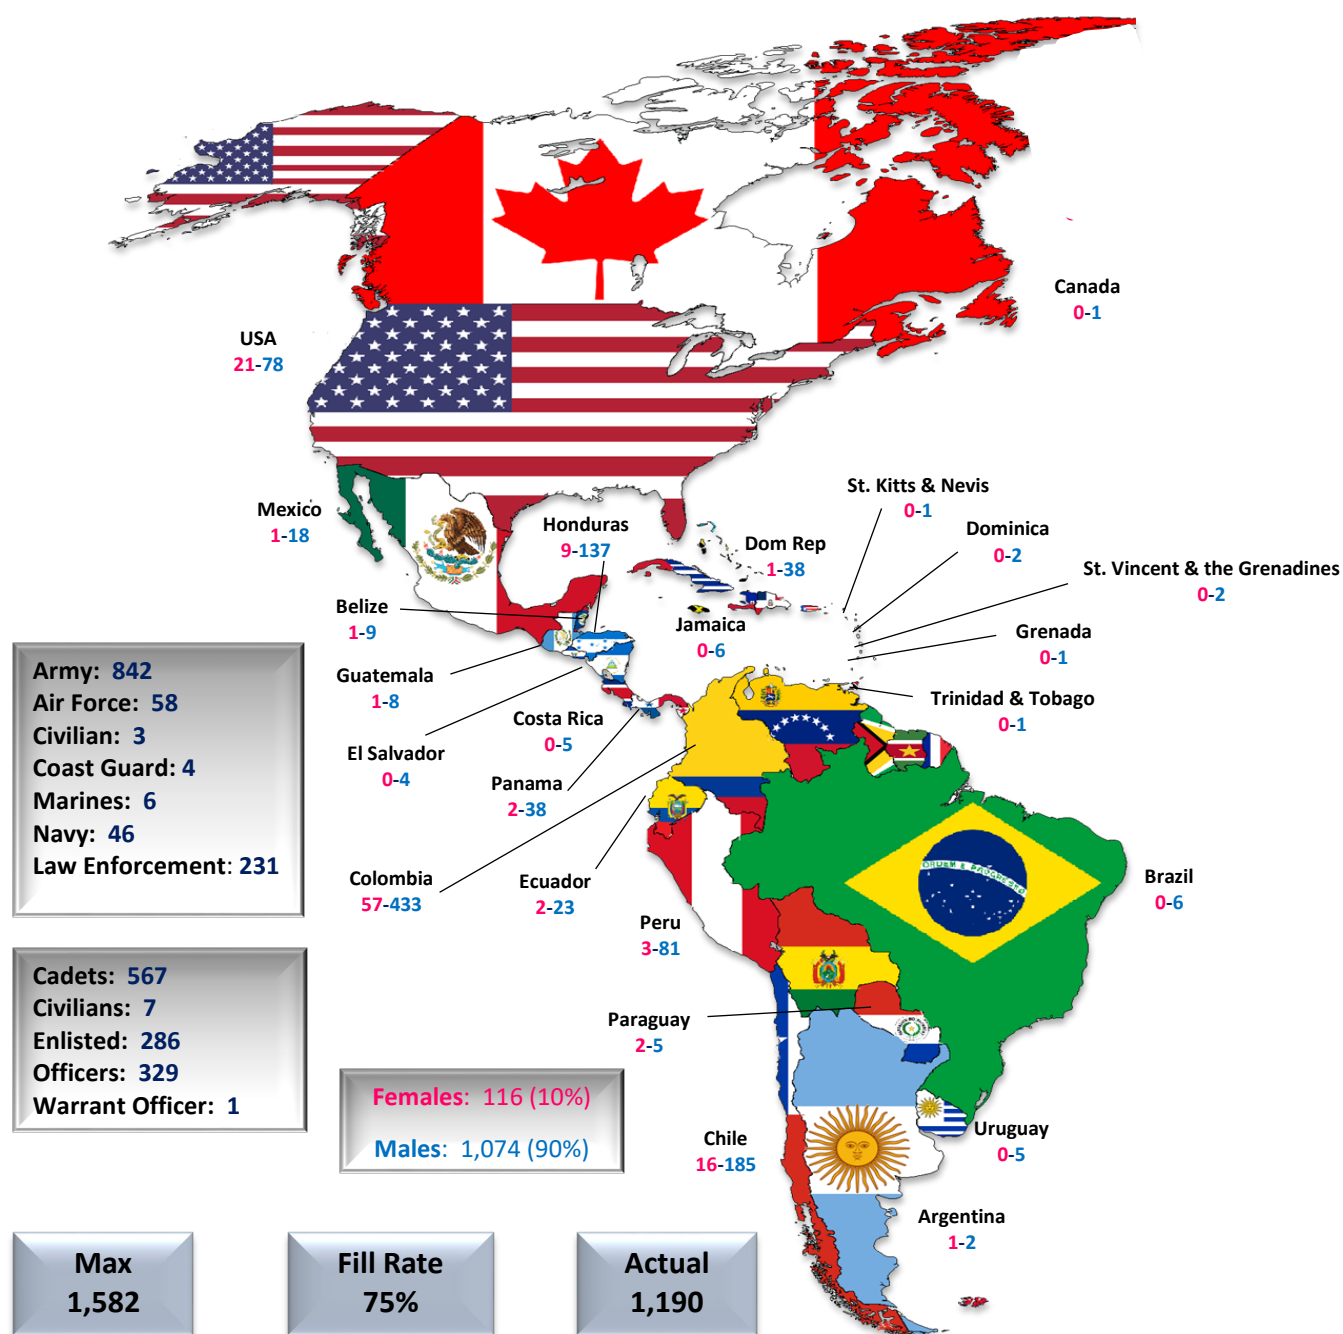 Canada
0-1
USA
21-78
St. Kitts & Nevis
0-1
Mexico
1-18
Honduras
9-137
Dom Rep
1-38
Dominica
0-2
St. Vincent & the Grenadines
0-2
Belize
1-9
Jamaica
0-6
Grenada
0-1
Guatemala
1-8
Trinidad & Tobago
0-1
Costa Rica
0-5
El Salvador
0-4
Panama
2-38
Army: 842
Air Force: 58
Civilian: 3
Coast Guard: 4
Marines: 6
Navy: 46
Law Enforcement: 231
Colombia
57-433
Ecuador
2-23
Peru
3-81
ORDEM E PROGRESSO
Brazil
0-6
Cadets: 567
Civilians: 7
Enlisted: 286
Officers: 329
Warrant Officer: 1
Paraguay
2-5
Females: 116 (10%)
Males: 1,074 (90%)
Chile
16-185
Uruguay
0-5
Argentina
1-2
Max
1,582
Fill Rate
75%
Actual
1,190